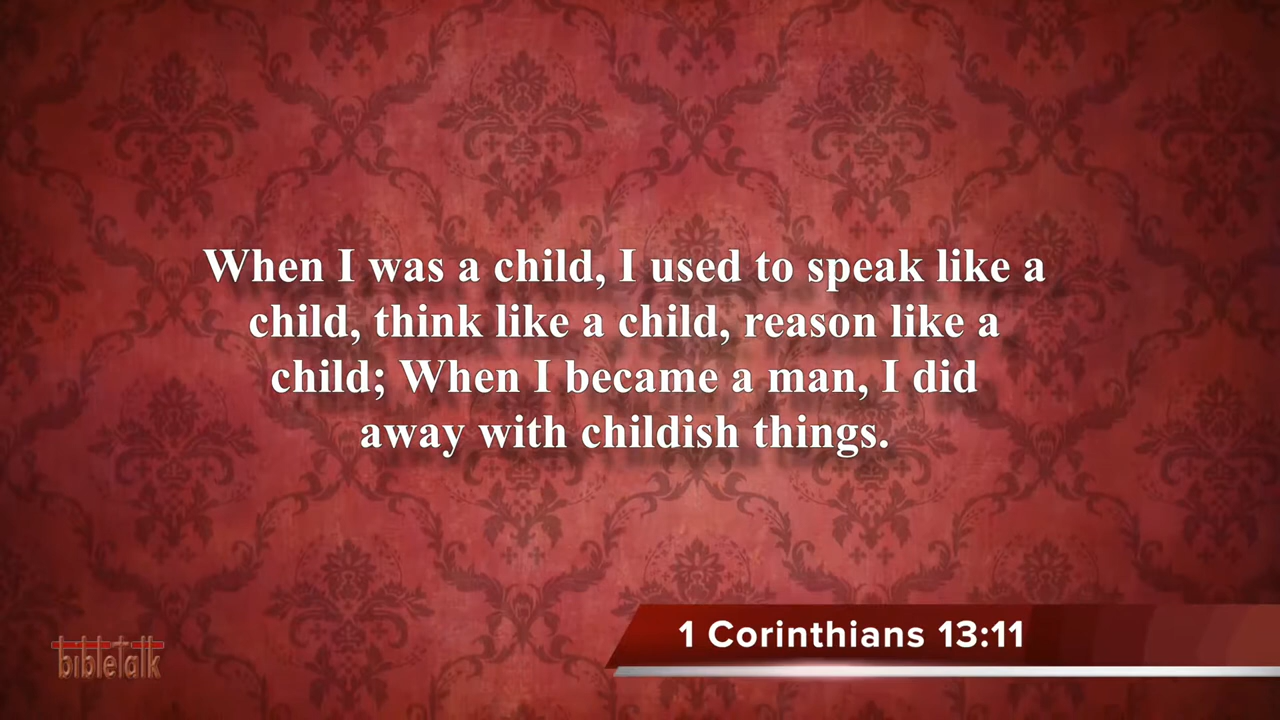 When I was a child, I used to speak like a
child, think like a child, reason like a
child; When I became a man, I did
away with childish things.
1 Corinthians 13:11
bibletalk